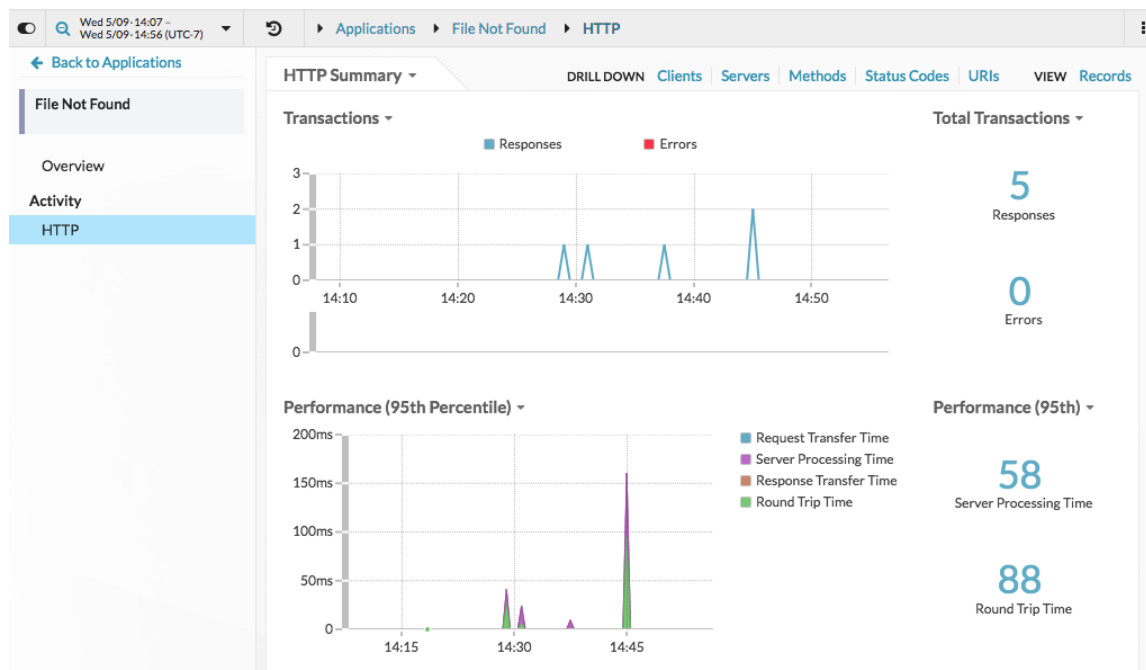 Wed 5/09-14:07 –
Wed 5/09-14:56 (UTC-7)
Applications
File Not Found
HTTP
Back to Applications
File Not Found
Overview
Activity
HTTP
HTTP Summary
DRILL DOWN Clients Servers Methods Status Codes URIs VIEW Records
Transactions
Responses Errors
3
2
1
0
14:10 14:20 14:30 14:40 14:50
0
Total Transactions
5
Responses
0
Errors
Performance (95th Percentile)
200ms
150ms
100ms
50ms
0
14:15 14:30 14:45
Request Transfer Time
Server Processing Time
Response Transfer Time
Round Trip Time
Performance (95th)
58
Server Processing Time
88
Round Trip Time